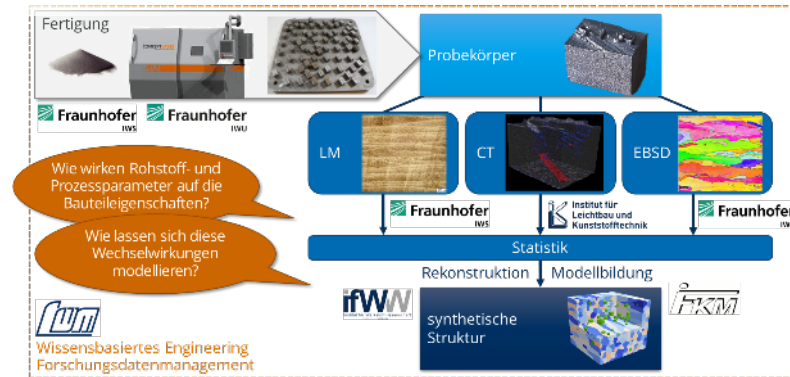 Fertigung
Probekörper
Fraunhofer
IWS
Fraunhofer
IWU
LM
CT
EBSD
Wie wirken Rohstoff- und
Prozessparameter auf die
Bauteileigenschaften?
Fraunhofer
IWS
Institut für
Leichtbau und
Kunststofftechnik
Fraunhofer
IWS
Wie lassen sich diese
Wechselwirkungen
modellieren?
Statistik
Rekonstruktion
Modellbildung
ifWW
synthetische
Struktur
Wissensbasiertes Engineering
Forschungsdatenmanagement